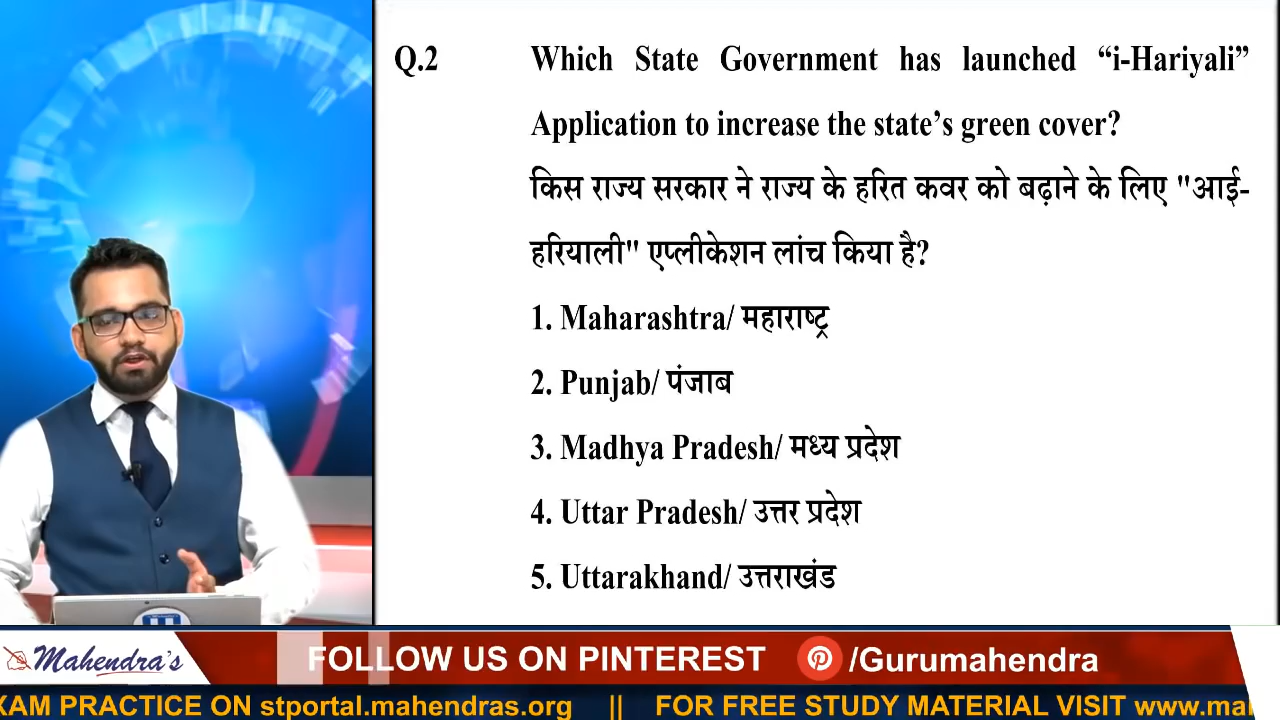 Q.2 Which State Government has launched “i-Hariyali”
Application to increase the state’s green cover?
किस राज्य सरकार ने राज्य के हरित कवर को बढ़ाने के लिए "आई-
हरियाली" एप्लीकेशन लांच किया है?
1. Maharashtra/ महाराष्ट्र
2. Punjab/ पंजाब
3. Madhya Pradesh/ मध्य प्रदेश
4. Uttar Pradesh/ उत्तर प्रदेश
5. Uttarakhand/ उत्तराखंड
Mahendra's
FOLLOW US ON PINTEREST /Gurumahendra
EXAM PRACTICE ON stportal.mahendras.org || FOR FREE STUDY MATERIAL VISIT